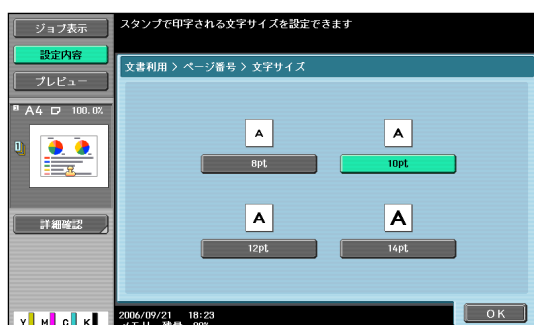 ジョブ表示
スタンプで印字される文字サイズを設定できます
設定内容
文書利用 > ページ番号 > 文字サイズ
プレビュー
A4 100.0%
A
8pt
A
10pt
A
12pt
A
14pt
詳細確認
2006/09/21 18:23
Y M C K
OK